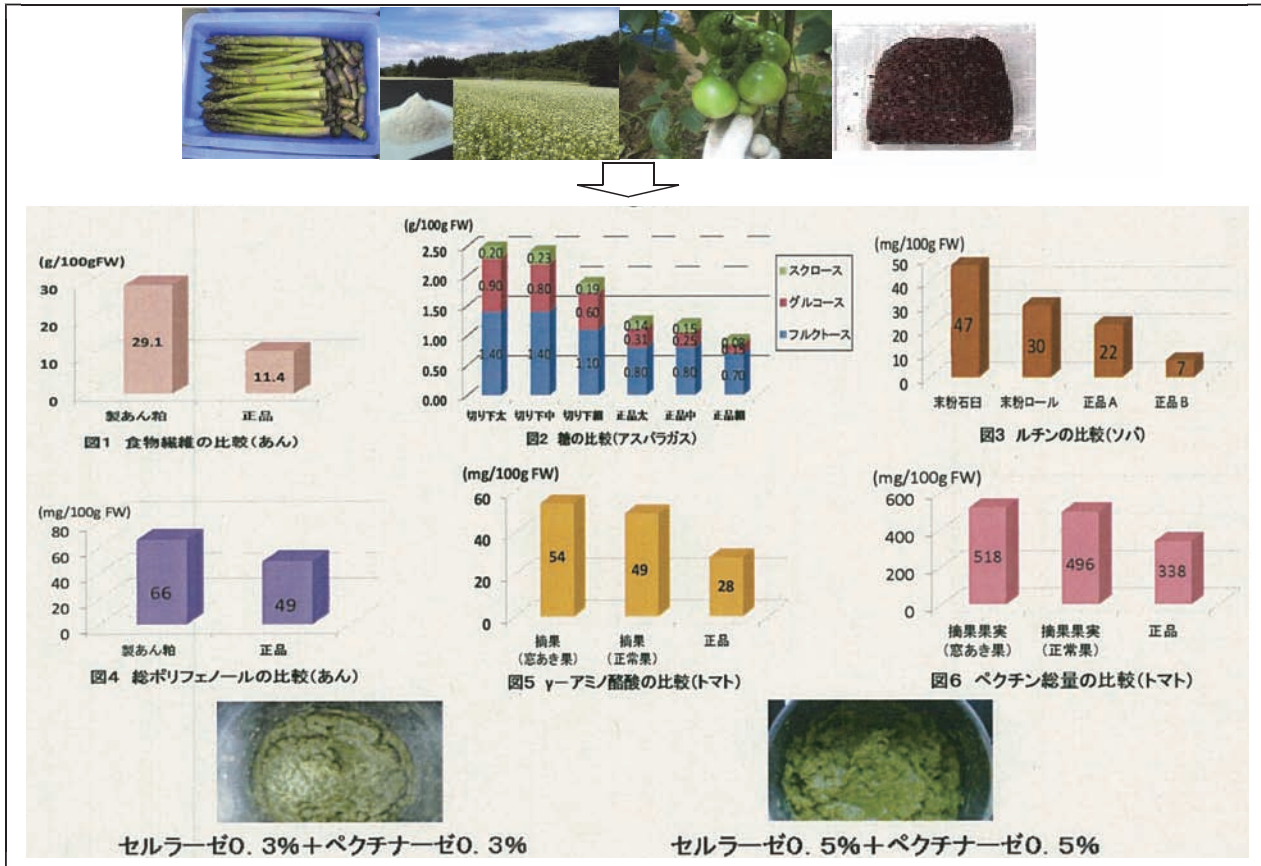 (g/100gFW)
30
20
10
0
29.1
11.4
製あん粕
正品
図1 食物繊維の比較(あん)
(g/100g FW)
2.50
2.00
1.50
1.00
0.50
0.00
0.20
0.23
0.19
0.14
0.15
0.08
0.90
0.80
0.60
0.31
0.25
0.15
1.40
1.40
1.10
0.80
0.80
0.70
スクロース
グルコース
フルクトース
切り下太
切り下中
切り下細
正品太
正品中
正品細
図2 糖の比較(アスパラガス)
(mg/100g FW)
50
40
30
20
10
0
47
30
22
7
末粉石臼
末粉ロール
正品A
正品B
図3 ルチンの比較(ソバ)
(mg/100g FW)
80
60
40
20
0
66
49
製あん粕
正品
図4 総ポリフェノールの比較(あん)
(mg/100g FW)
60
40
20
0
54
49
28
摘果
(窓あき果)
摘果
(正常果)
正品
図5 γーアミノ酪酸の比較(トマト)
(mg/100g FW)
600
400
200
0
518
496
338
摘果果実
(窓あき果)
摘果果実
(正常果)
正品
図6 ペクチン総量の比較(トマト)
セルラーゼ0.3%+ペクチナーゼ0.3%
セルラーゼ0.5%+ペクチナーゼ0.5%